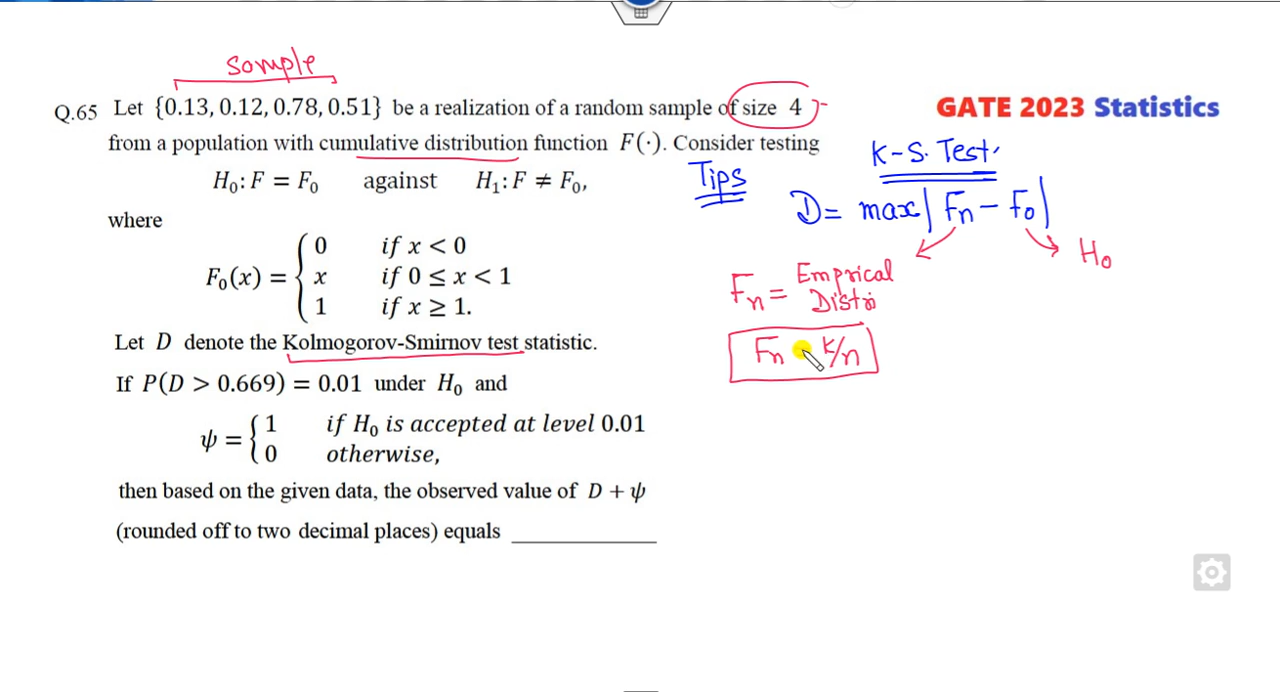 sample
Q.65 Let {0.13, 0.12, 0.78, 0.51} be a realization of a random sample of size 4
from a population with cumulative distribution function F(·). Consider testing
H₀: F = F₀ against H₁: F ≠ F₀,
where
F₀(x) = { 0 if x < 0
x if 0 ≤ x < 1
1 if x ≥ 1.
Let D denote the Kolmogorov-Smirnov test statistic.
If P(D > 0.669) = 0.01 under H₀ and
ψ = { 1 if H₀ is accepted at level 0.01
0 otherwise,
then based on the given data, the observed value of D + ψ
(rounded off to two decimal places) equals ____________
GATE 2023 Statistics
K-S. Test.
Tips
D = max | Fn - F₀ |
H₀
Fn = Emprical
Distri
Fn k/n